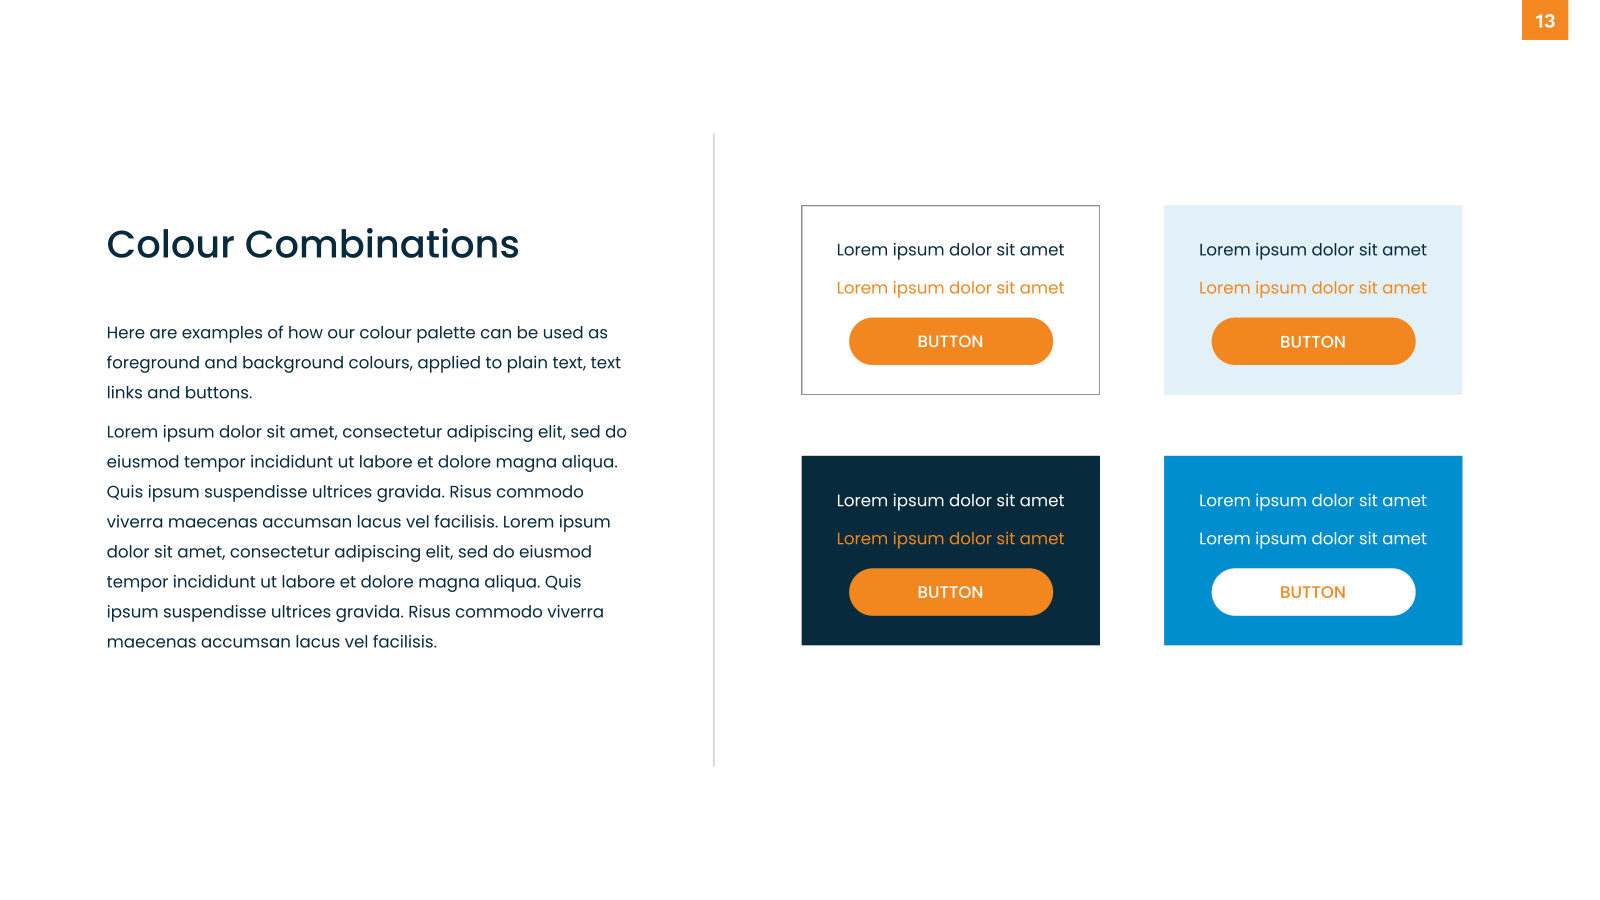 13
Colour Combinations
Here are examples of how our colour palette can be used as
foreground and background colours, applied to plain text, text
links and buttons.
Lorem ipsum dolor sit amet, consectetur adipiscing elit, sed do
eiusmod tempor incididunt ut labore et dolore magna aliqua.
Quis ipsum suspendisse ultrices gravida. Risus commodo
viverra maecenas accumsan lacus vel facilisis. Lorem ipsum
dolor sit amet, consectetur adipiscing elit, sed do eiusmod
tempor incididunt ut labore et dolore magna aliqua. Quis
ipsum suspendisse ultrices gravida. Risus commodo viverra
maecenas accumsan lacus vel facilisis.
Lorem ipsum dolor sit amet
Lorem ipsum dolor sit amet
BUTTON
Lorem ipsum dolor sit amet
Lorem ipsum dolor sit amet
BUTTON
Lorem ipsum dolor sit amet
Lorem ipsum dolor sit amet
BUTTON
Lorem ipsum dolor sit amet
Lorem ipsum dolor sit amet
BUTTON